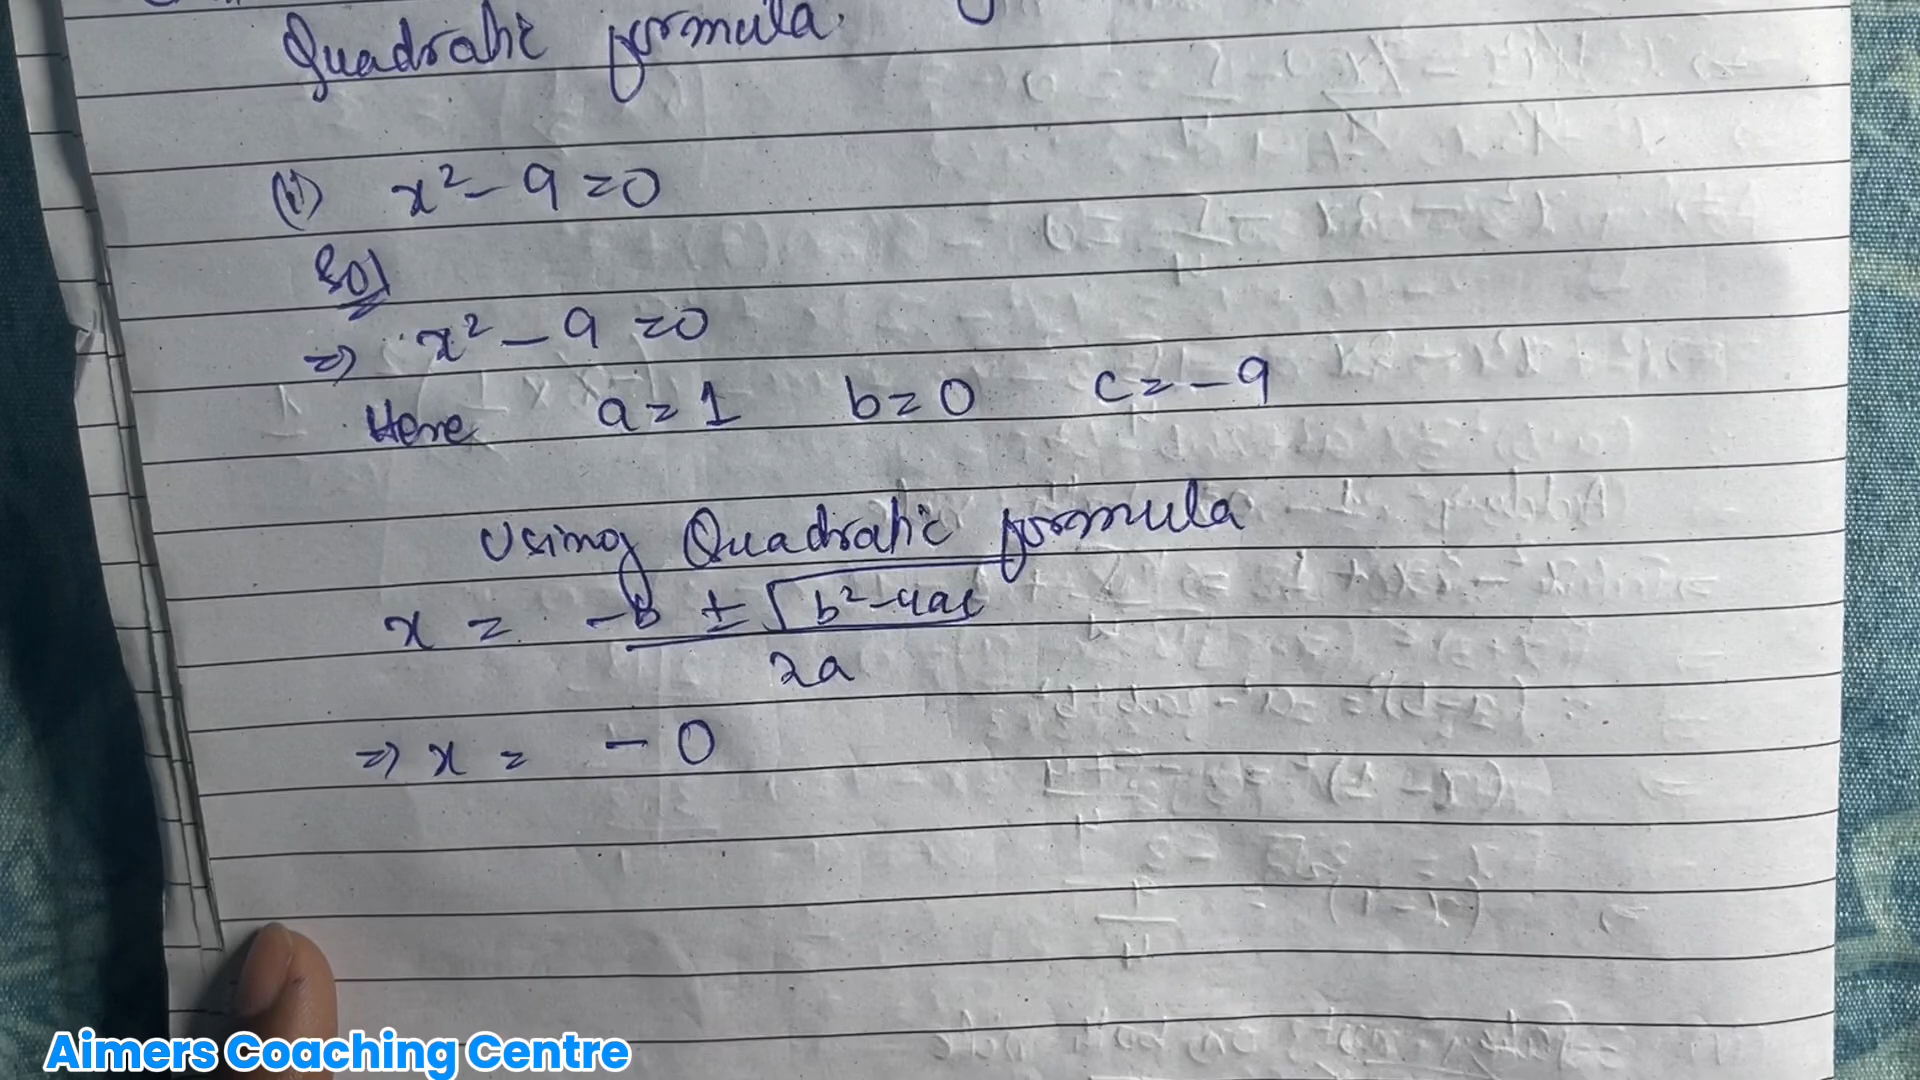 Quadratic formula.
(i) x² - 9 = 0
Sol
⇒ x² - 9 = 0
Here a = 1 b = 0 c = - 9
Using Quadratic formula
x = -b ± √b²-4ac / 2a
⇒ x = - 0
Aimers Coaching Centre